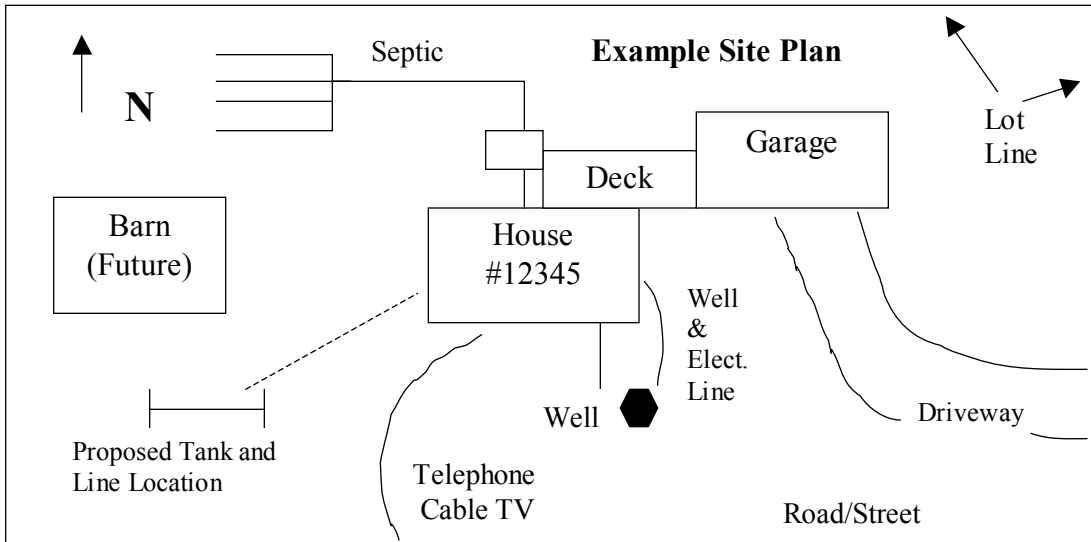 Septic
Example Site Plan
N
Lot
Line
Garage
Deck
Barn
(Future)
House
#12345
Well
&
Elect.
Line
Well
Driveway
Proposed Tank and
Line Location
Telephone
Cable TV
Road/Street